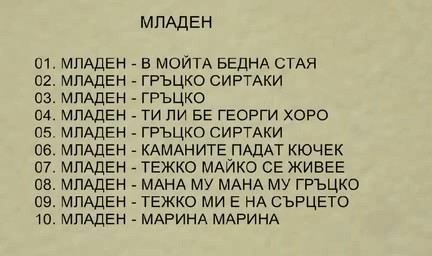 МЛАДЕН
01. МЛАДЕН - В МОЙТА БЕДНА СТАЯ
02. МЛАДЕН - ГРЪЦКО СИРТАКИ
03. МЛАДЕН - ГРЪЦКО
04. МЛАДЕН - ТИ ЛИ БЕ ГЕОРГИ ХОРО
05. МЛАДЕН - ГРЪЦКО СИРТАКИ
06. МЛАДЕН - КАМАНИТЕ ПАДАТ КЮЧЕК
07. МЛАДЕН - ТЕЖКО МАЙКО СЕ ЖИВЕЕ
08. МЛАДЕН - МАНА МУ МАНА МУ ГРЪЦКО
09. МЛАДЕН - ТЕЖКО МИ Е НА СЪРЦЕТО
10. МЛАДЕН - МАРИНА МАРИНА